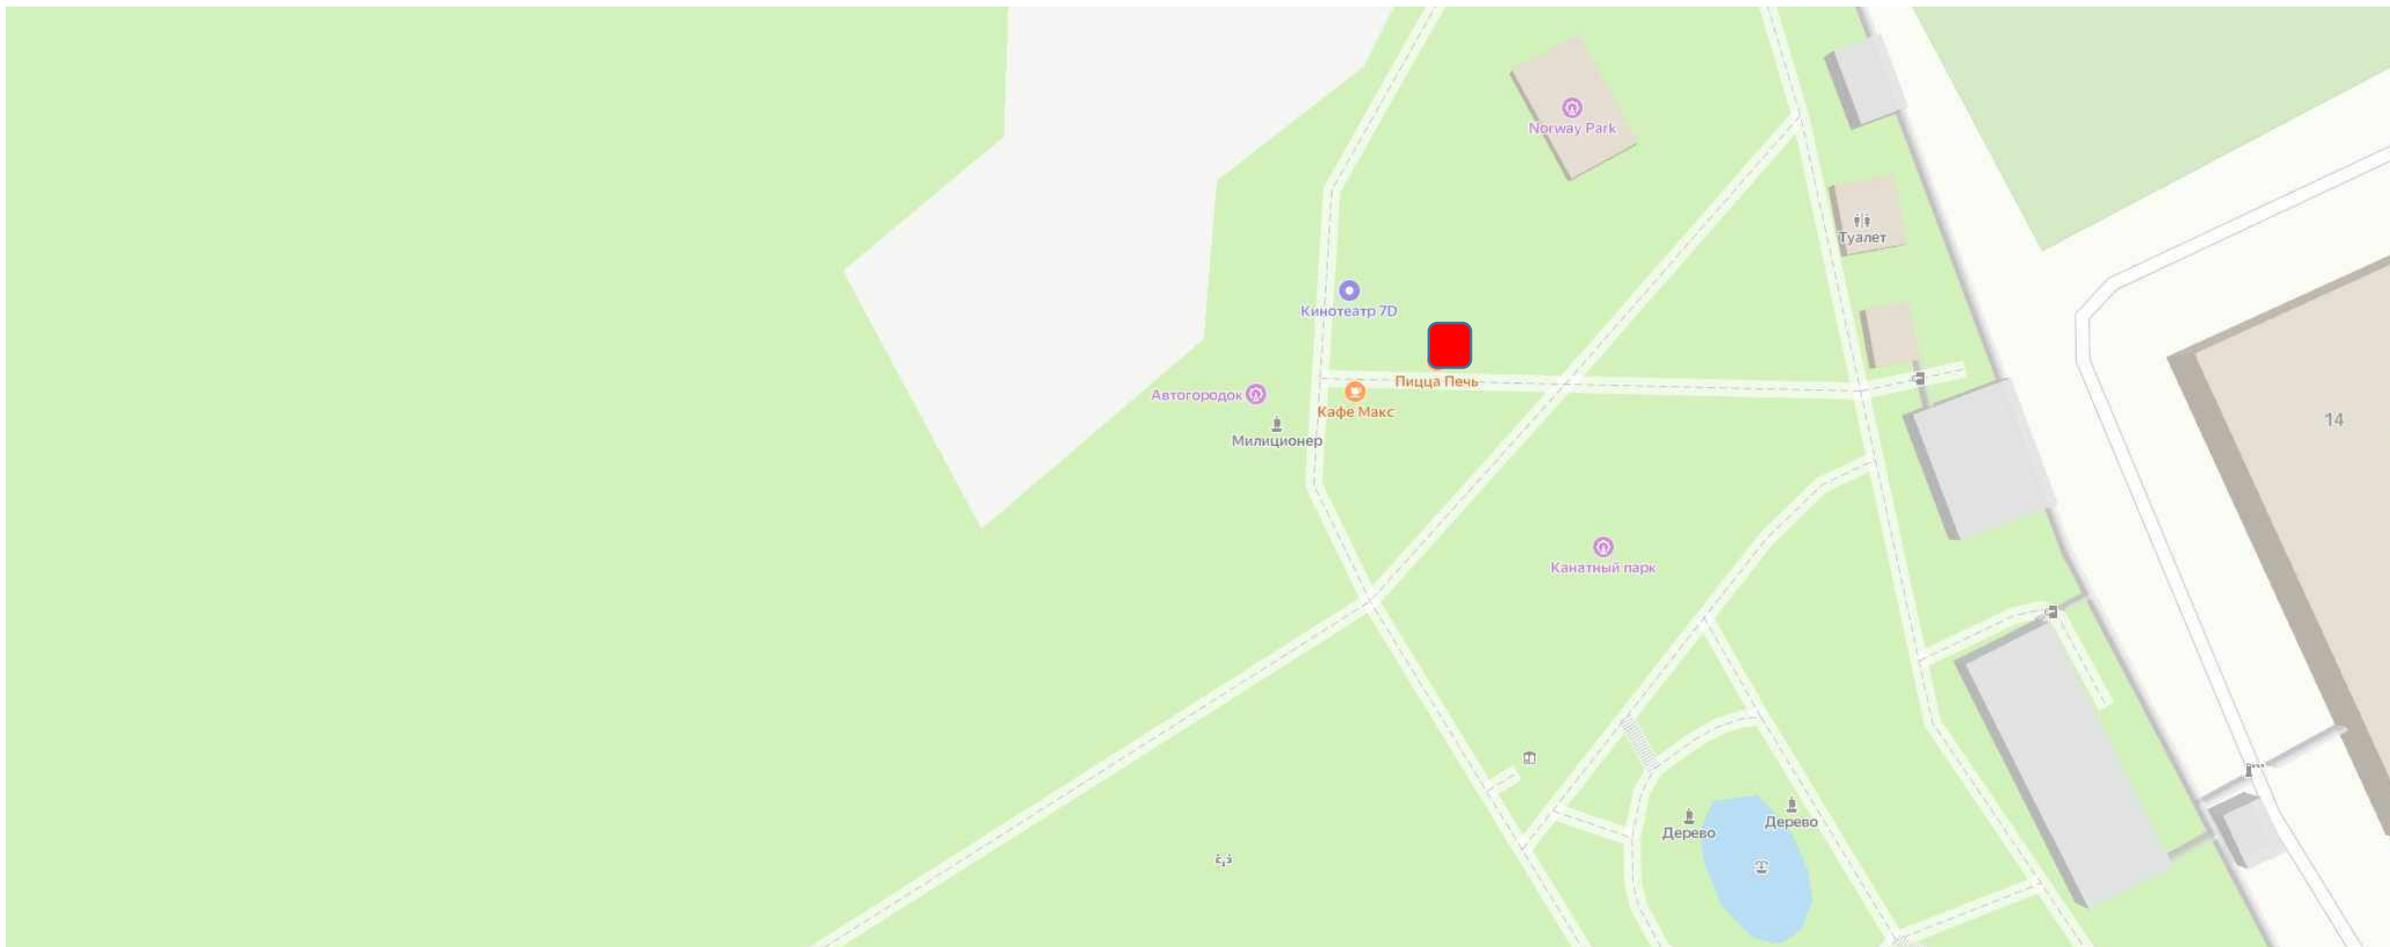 Norway Park
Туалет
Кинотеатр 7D
Пицца Печь
Автогородок
Кафе Макс
Милиционер
14
Канатный парк
Дерево
Дерево